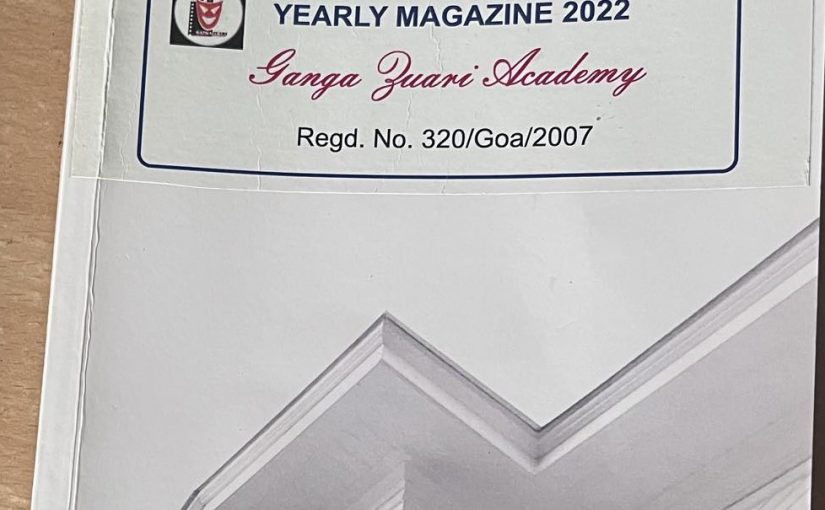 YEARLY MAGAZINE 2022
Ganga Zuari Academy
Regd. No. 320/Goa/2007